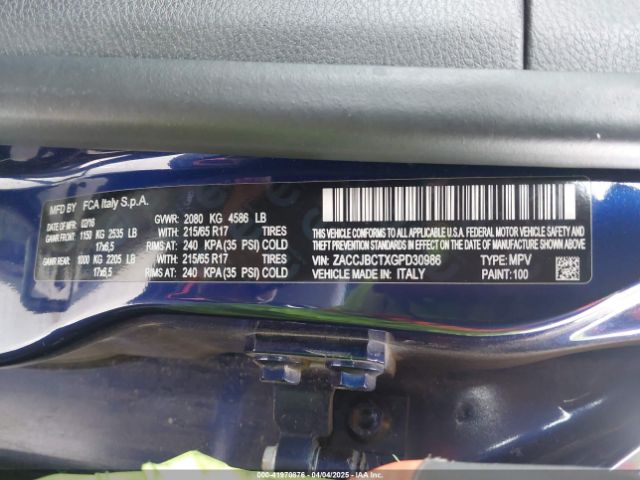 MFD BY FCA Italy S.p.A.
DATE OF MFR: 02/16 GVWR: 2080 KG 4586 LB
GAWR FRONT: 1150 KG 2535 LB WITH 215/65 R17 TIRES
17x6,5 RIMS AT: 240 KPA (35 PSI) COLD
GAWR REAR: 1000 KG 2205 LB WITH 215/65 R17 TIRES
17x6,5 RIMS AT: 240 KPA (35 PSI) COLD
THIS VEHICLE CONFORMS TO ALL
APPLICABLE U.S.A. FEDERAL MOTOR VEHICLE SAFETY
BUMPER, AND THEFT PREVENTION STANDARDS IN EFFECT
ON THE DATE OF MANUFACTURE SHOWN ABOVE.
VIN: ZACCJBCTXGPD30986 TYPE: MPV
VEHICLE MADE IN: ITALY PAINT: 100
000-41970676 04/04/2025 IAA Inc.